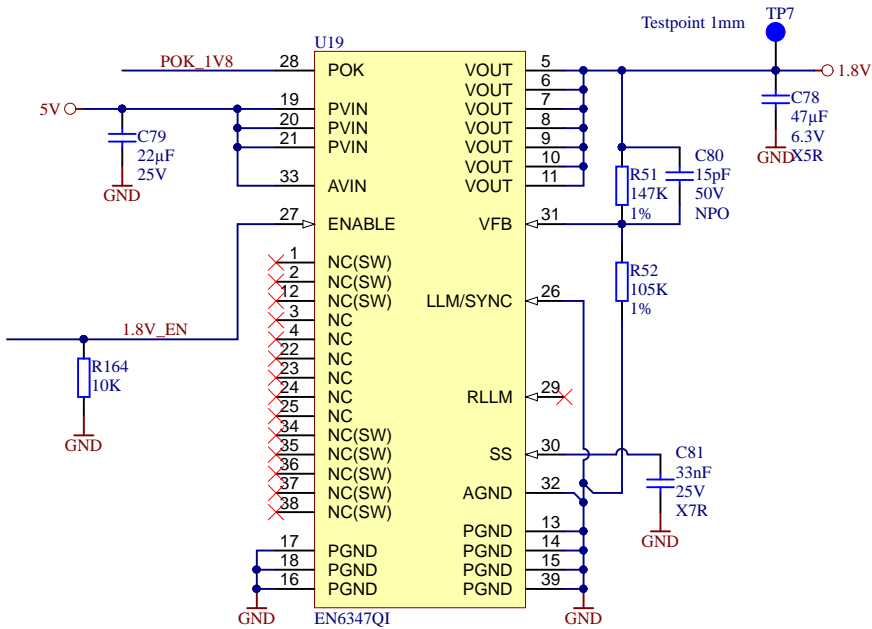 TP7
Testpoint 1mm
U19
POK_1V8 28 POK VOUT 5 1.8V
VOUT 6
5V 19 PVIN VOUT 7
20 PVIN VOUT 8
21 PVIN VOUT 9
VOUT 10
33 AVIN VOUT 11
C79
22µF
25V
GND
C78
47µF
6.3V
X5R
GND
R51
147K
1%
C80
15pF
50V
NPO
27 ENABLE VFB 31
1 NC(SW)
2 NC(SW)
12 NC(SW) LLM/SYNC 26
3 NC
4 NC
22 NC
23 NC
24 NC RLLM 29
25 NC
34 NC(SW)
35 NC(SW) SS 30
36 NC(SW)
37 NC(SW) AGND 32
38 NC(SW)
PGND 13
17 PGND PGND 14
18 PGND PGND 15
16 PGND PGND 39
R52
105K
1%
1.8V_EN
R164
10K
GND
C81
33nF
25V
X7R
GND
GND
EN6347QI
GND